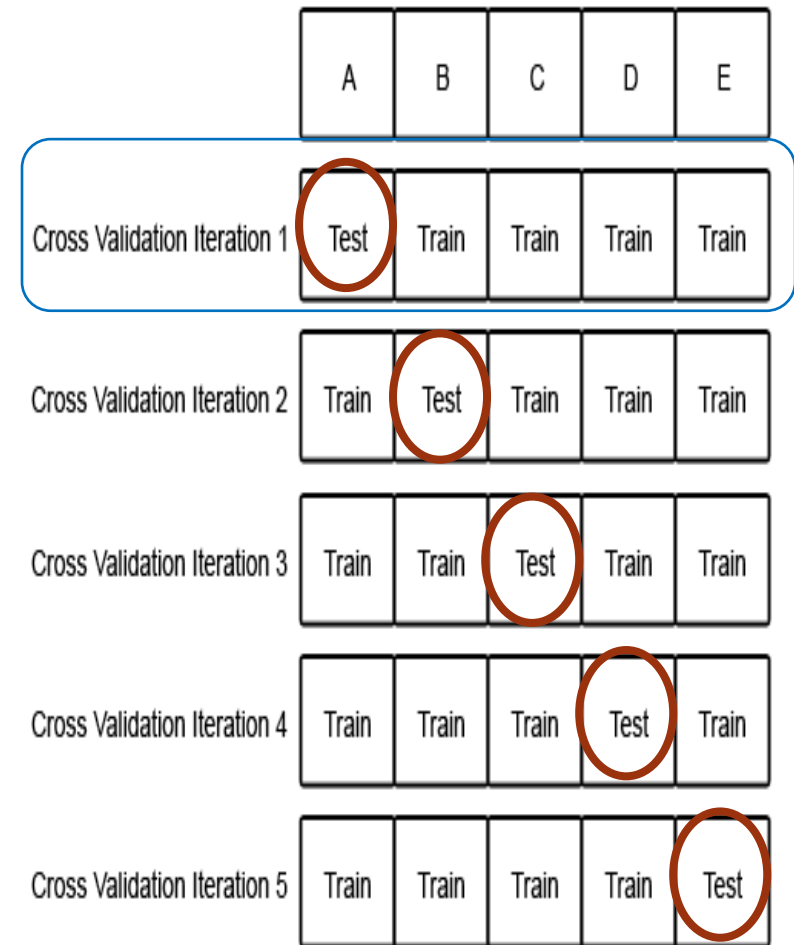 A B C D E
Cross Validation Iteration 1 Test Train Train Train Train
Cross Validation Iteration 2 Train Test Train Train Train
Cross Validation Iteration 3 Train Train Test Train Train
Cross Validation Iteration 4 Train Train Train Test Train
Cross Validation Iteration 5 Train Train Train Train Test